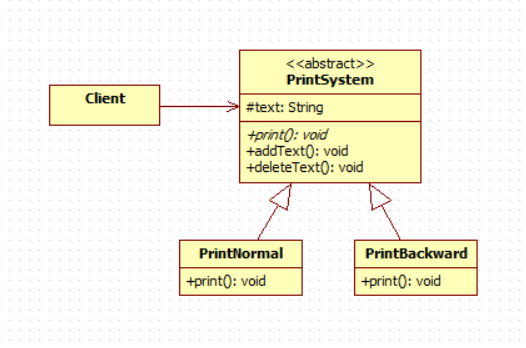 Client
<<abstract>>
PrintSystem
#text: String
+print(): void
+addText(): void
+deleteText(): void
PrintNormal
+print(): void
PrintBackward
+print(): void